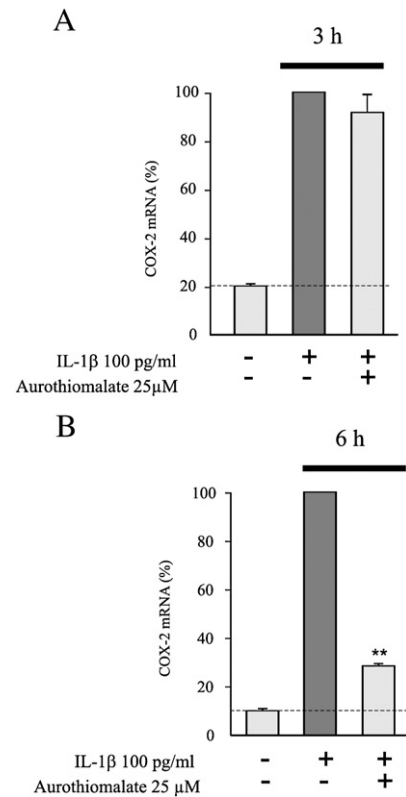 A
3 h
COX-2 mRNA (%)
100
80
60
40
20
0
IL-1β 100 pg/ml - + +
Aurothiomalate 25µM - - +
B
6 h
COX-2 mRNA (%)
100
80
60
40
20
0
**
IL-1β 100 pg/ml - + +
Aurothiomalate 25 µM - - +